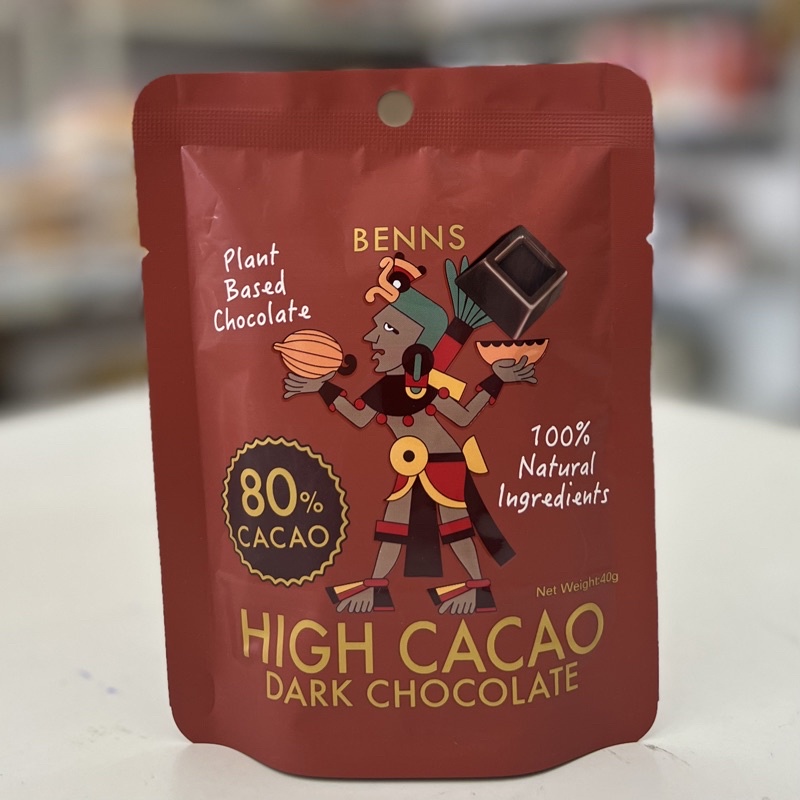 BENNS
Plant
Based
Chocolate
100%
Natural
Ingredients
80%
CACAO
Net Weight:40g
HIGH CACAO
DARK CHOCOLATE